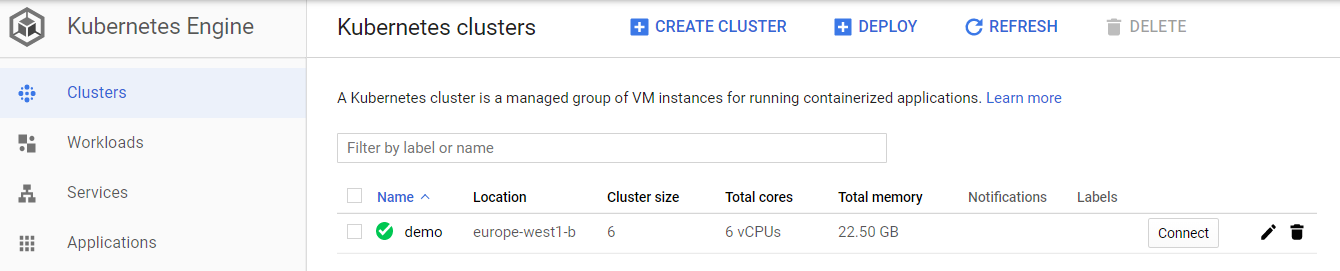 Kubernetes Engine
Kubernetes clusters CREATE CLUSTER DEPLOY REFRESH DELETE
Clusters
Workloads
Services
Applications
A Kubernetes cluster is a managed group of VM instances for running containerized applications. Learn more
Filter by label or name
Name Location Cluster size Total cores Total memory Notifications Labels
demo europe-west1-b 6 6 vCPUs 22.50 GB Connect